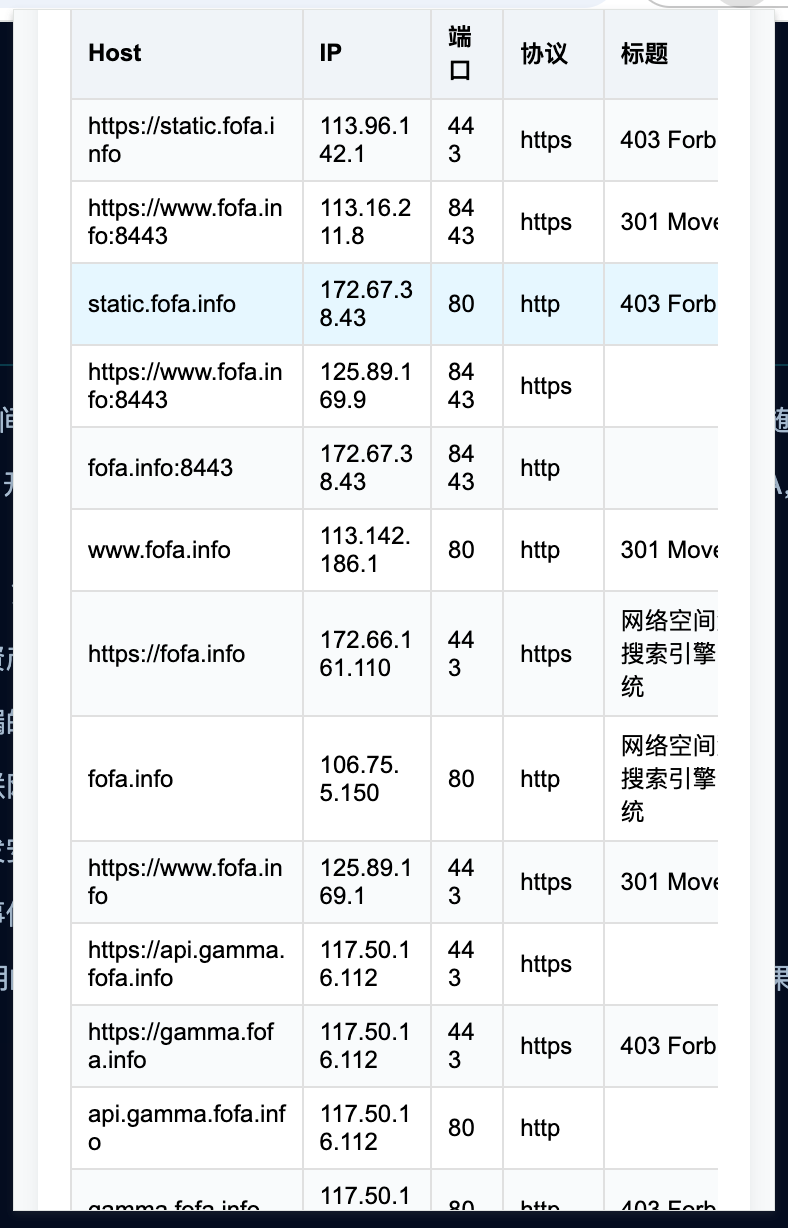 Host IP 端口 协议 标题
https://static.fofa.info 113.96.142.1 443 https 403 Forb
https://www.fofa.info:8443 113.16.211.8 8443 https 301 Move
static.fofa.info 172.67.38.43 80 http 403 Forb
https://www.fofa.info:8443 125.89.169.9 8443 https
fofa.info:8443 172.67.38.43 8443 http
www.fofa.info 113.142.186.1 80 http 301 Move
https://fofa.info 172.66.161.110 443 https 网络空间 搜索引擎 统
fofa.info 106.75.5.150 80 http 网络空间 搜索引擎 统
https://www.fofa.info 125.89.169.1 443 https 301 Move
https://api.gamma.fofa.info 117.50.16.112 443 https
https://gamma.fofa.info 117.50.16.112 443 https 403 Forb
api.gamma.fofa.info 117.50.16.112 80 http
gamma.fofa.info 117.50.1 80 http 403 Forb